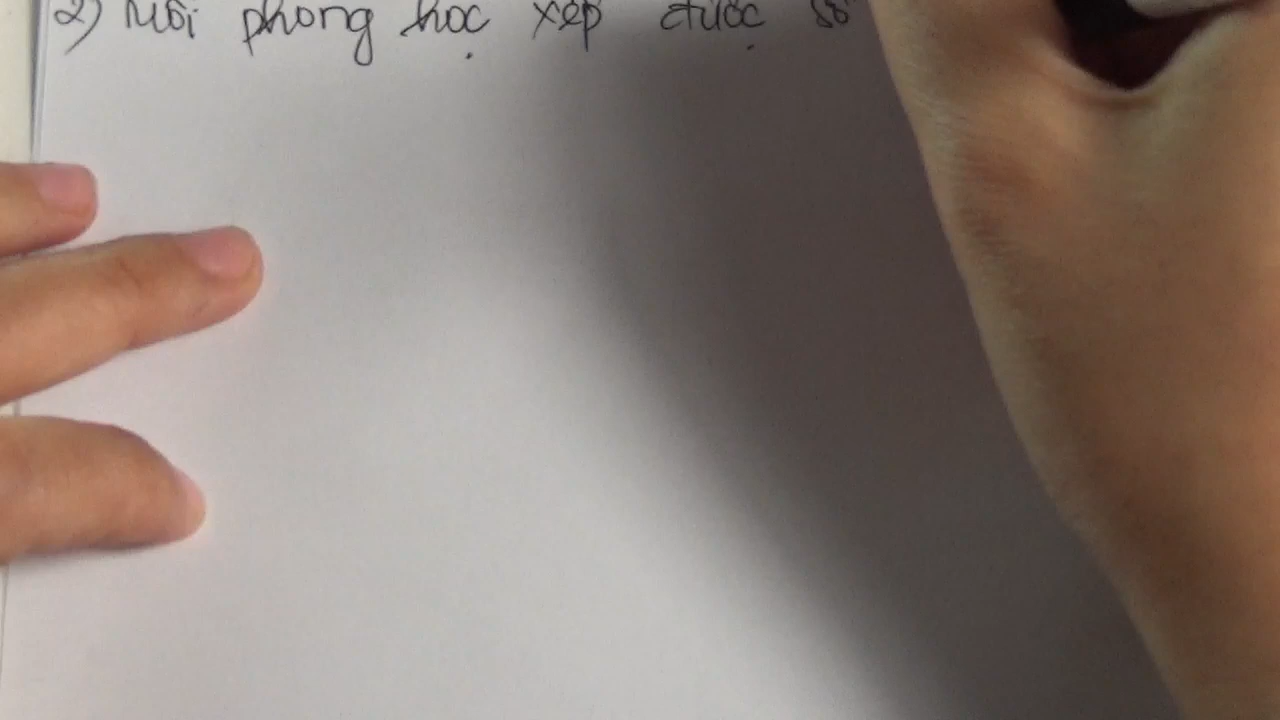 2) Mỗi phòng học xếp được số